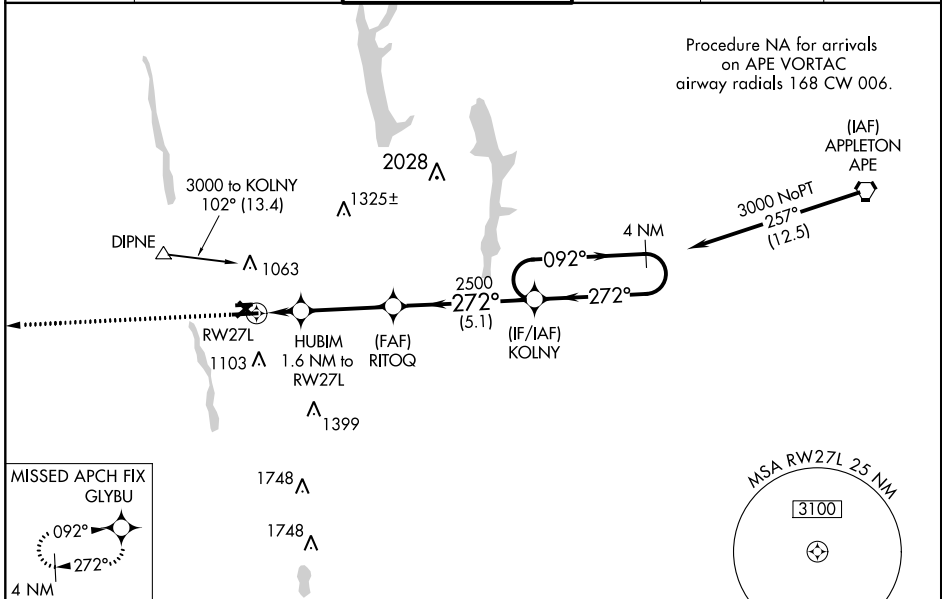 Procedure NA for arrivals
on APE VORTAC
airway radials 168 CW 006.
(IAF)
APPLETON
APE
2028
1325±
3000 to KOLNY
102° (13.4)
3000 NoPT
257°
(12.5)
DIPNE
1063
4 NM
092°
2500
272°
(5.1)
272°
RW27L
HUBIM
1.6 NM to
RW27L
(FAF)
RITOQ
(IF/IAF)
KOLNY
1103
1399
MISSED APCH FIX
GLYBU
092°
272°
4 NM
1748
1748
MSA RW27L 25 NM
3100